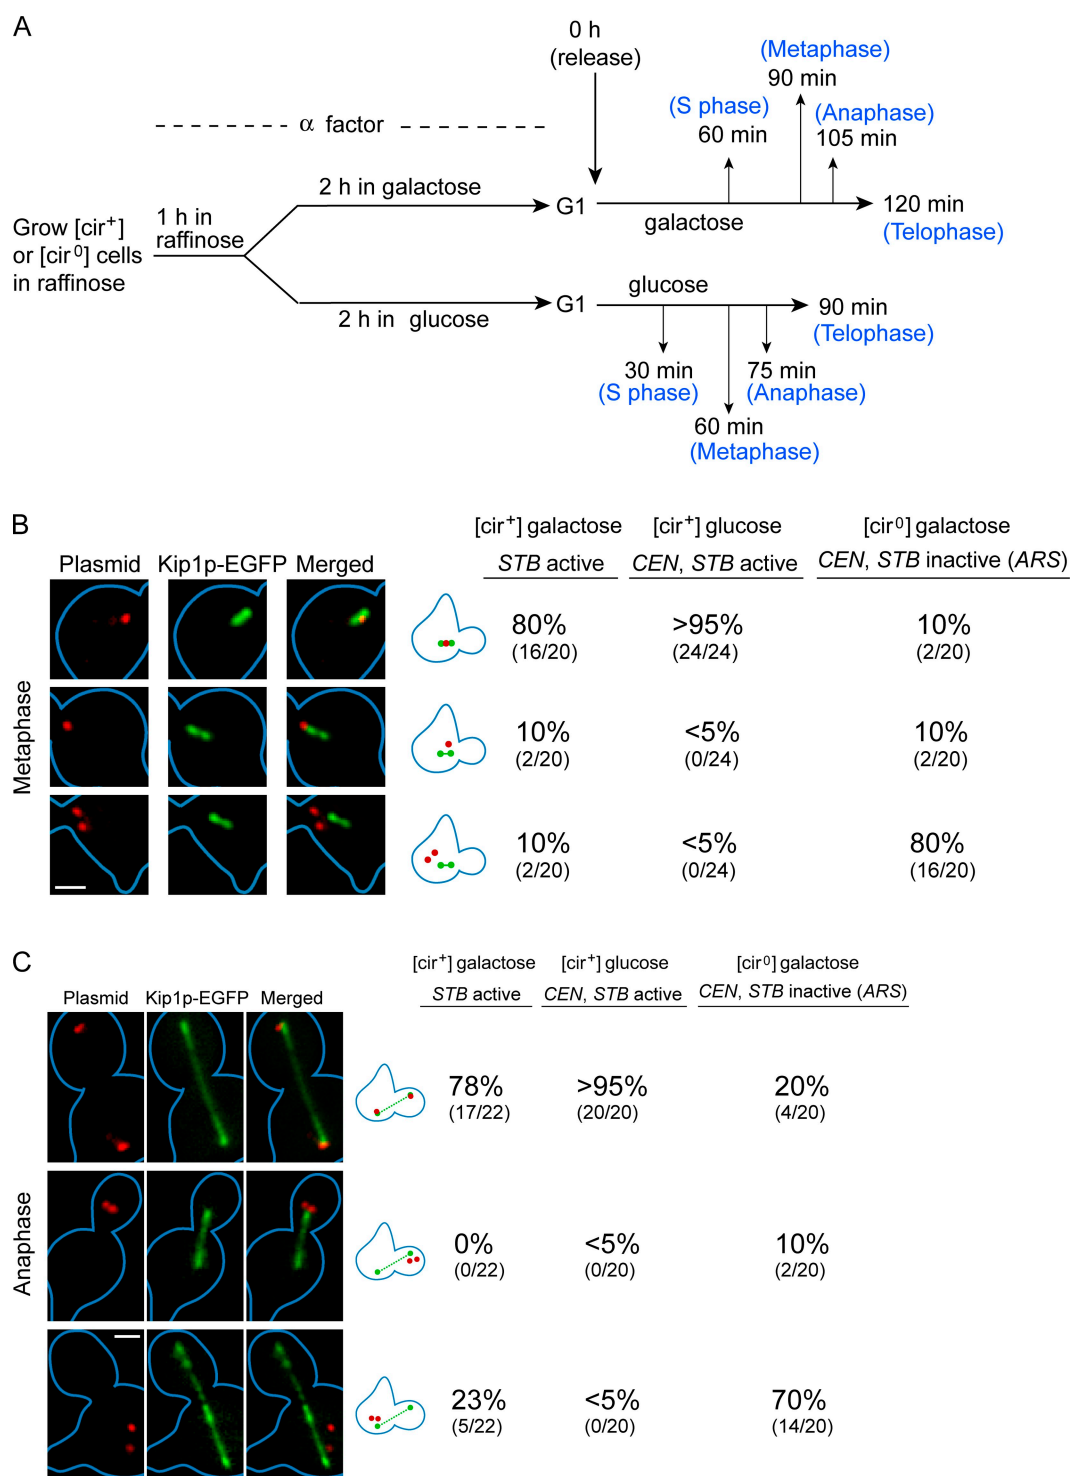 A
0 h
(release)
(Metaphase)
90 min
(S phase)
60 min
(Anaphase)
105 min
α factor
2 h in galactose
G1
galactose
120 min
(Telophase)
Grow [cir+]
or [cir0] cells
in raffinose
1 h in
raffinose
2 h in glucose
G1
glucose
90 min
(Telophase)
30 min
(S phase)
75 min
(Anaphase)
60 min
(Metaphase)
B
[cir+] galactose [cir+] glucose [cir0] galactose
Plasmid Kip1p-EGFP Merged STB active CEN, STB active CEN, STB inactive (ARS)
Metaphase
80% >95% 10%
(16/20) (24/24) (2/20)
10% <5% 10%
(2/20) (0/24) (2/20)
10% <5% 80%
(2/20) (0/24) (16/20)
C
[cir+] galactose [cir+] glucose [cir0] galactose
Plasmid Kip1p-EGFP Merged STB active CEN, STB active CEN, STB inactive (ARS)
Anaphase
78% >95% 20%
(17/22) (20/20) (4/20)
0% <5% 10%
(0/22) (0/20) (2/20)
23% <5% 70%
(5/22) (0/20) (14/20)